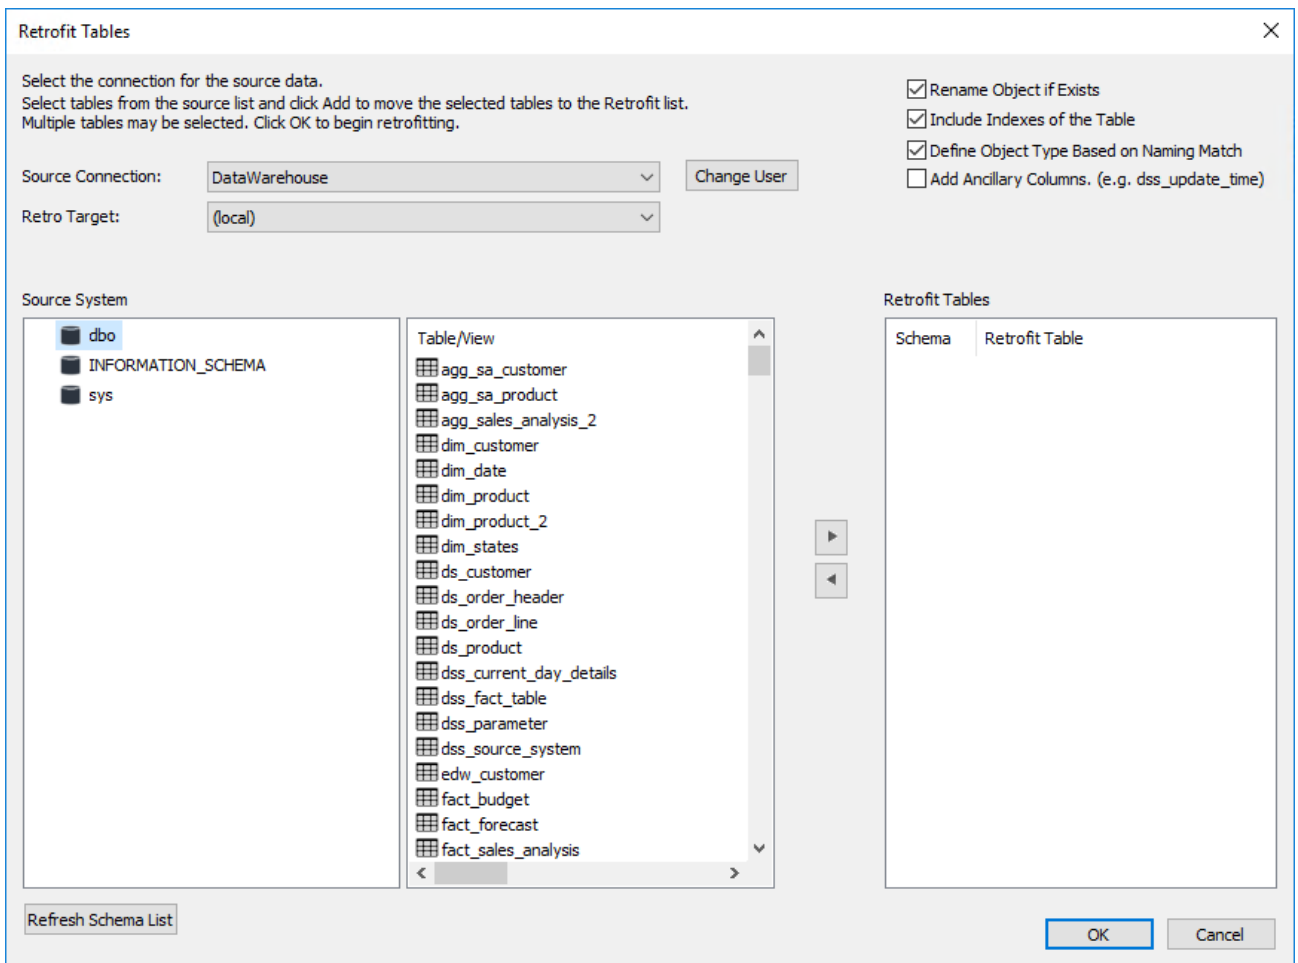 Retrofit Tables
Select the connection for the source data.
Select tables from the source list and click Add to move the selected tables to the Retrofit list.
Multiple tables may be selected. Click OK to begin retrofitting.
Rename Object if Exists
Include Indexes of the Table
Define Object Type Based on Naming Match
Add Ancillary Columns. (e.g. dss_update_time)
Source Connection:
DataWarehouse
Change User
Retro Target:
(local)
Source System
dbo
INFORMATION_SCHEMA
sys
Table/View
agg_sa_customer
agg_sa_product
agg_sales_analysis_2
dim_customer
dim_date
dim_product
dim_product_2
dim_states
ds_customer
ds_order_header
ds_order_line
ds_product
dss_current_day_details
dss_fact_table
dss_parameter
dss_source_system
edw_customer
fact_budget
fact_forecast
fact_sales_analysis
Retrofit Tables
Schema Retrofit Table
Refresh Schema List
OK
Cancel